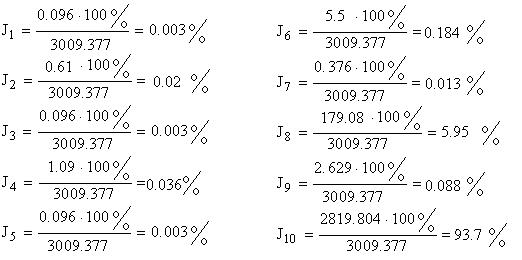 J1 = 0.096 · 100% / 3009.377 = 0.003%
J2 = 0.61 · 100% / 3009.377 = 0.02 %
J3 = 0.096 · 100% / 3009.377 = 0.003%
J4 = 1.09 · 100% / 3009.377 =0.036%
J5 = 0.096 · 100% / 3009.377 = 0.003%
J6 = 5.5 · 100% / 3009.377 =0.184 %
J7 = 0.376 · 100% / 3009.377 =0.013 %
J8 = 179.08 · 100% / 3009.377 = 5.95 %
J9 = 2.629 · 100% / 3009.377 = 0.088 %
J10 = 2819.804 · 100% / 3009.377 = 93.7 %